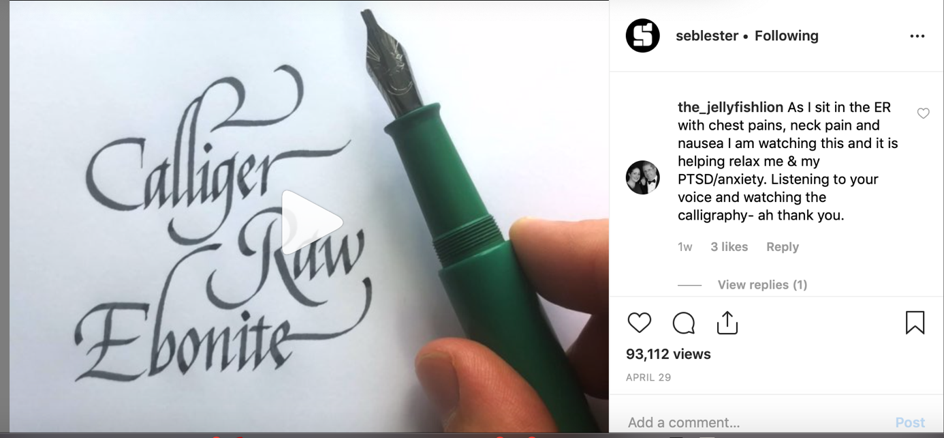 Calliger
Raw
Ebonite
seblester • Following
the_jellyfishlion As I sit in the ER
with chest pains, neck pain and
nausea I am watching this and it is
helping relax me & my
PTSD/anxiety. Listening to your
voice and watching the
calligraphy- ah thank you.
1w 3 likes Reply
View replies (1)
93,112 views
APRIL 29
Add a comment... Post